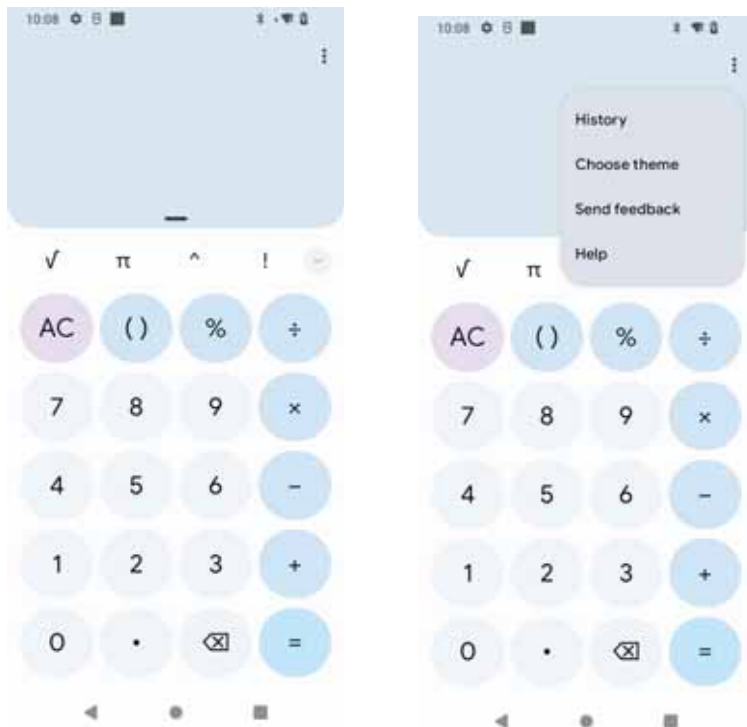 10:08
√ π ^ !
AC ( ) % ÷
7 8 9 ×
4 5 6 −
1 2 3 +
0 . =
10:08
History
Choose theme
Send feedback
Help
√ π
AC ( ) % ÷
7 8 9 ×
4 5 6 −
1 2 3 +
0 . =